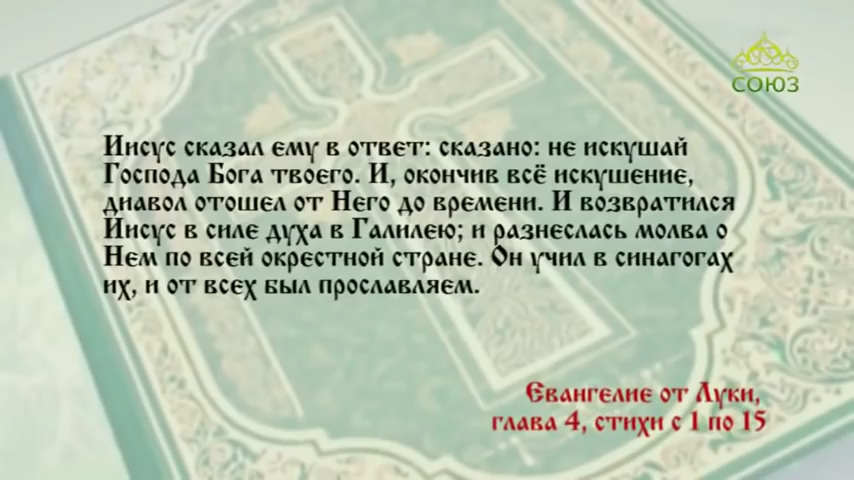 СОЮЗ
Иисус сказал ему в ответ: сказано: не искушай
Господа Бога твоего. И, окончив всё искушение,
диавол отошел от Него до времени. И возвратился
Иисус в силе духа в Галилею; и разнеслась молва о
Нем по всей окрестной стране. Он учил в синагогах
их, и от всех был прославляем.
Евангелие от Луки,
глава 4, стихи с 1 по 15